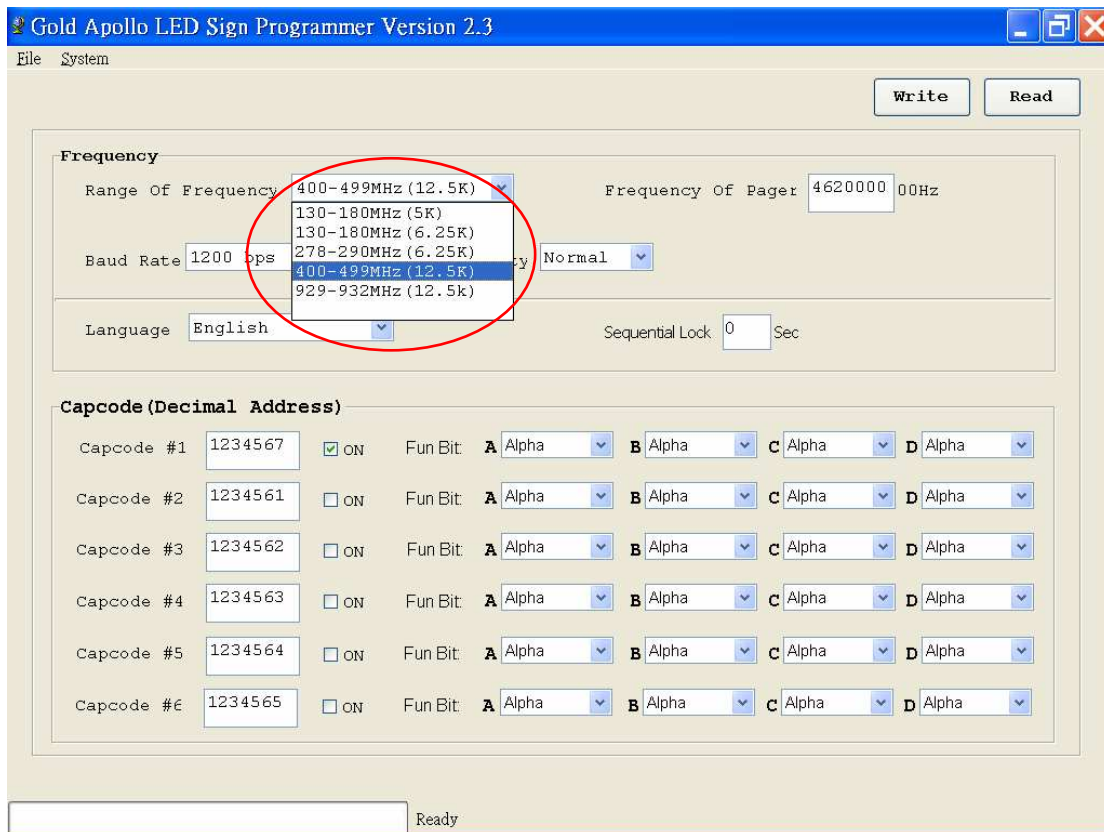 Gold Apollo LED Sign Programmer Version 2.3
File System
Write Read
Frequency
Range Of Frequency 400-499MHz(12.5K) Frequency Of Pager 4620000 00Hz
130-180MHz(5K)
130-180MHz(6.25K)
278-290MHz(6.25K)
400-499MHz(12.5K)
929-932MHz(12.5k)
Baud Rate 1200 bps Normal
Language English Sequential Lock 0 Sec
Capcode(Decimal Address)
Capcode #1 1234567 ON Fun Bit: A Alpha B Alpha C Alpha D Alpha
Capcode #2 1234561 ON Fun Bit: A Alpha B Alpha C Alpha D Alpha
Capcode #3 1234562 ON Fun Bit: A Alpha B Alpha C Alpha D Alpha
Capcode #4 1234563 ON Fun Bit: A Alpha B Alpha C Alpha D Alpha
Capcode #5 1234564 ON Fun Bit: A Alpha B Alpha C Alpha D Alpha
Capcode #6 1234565 ON Fun Bit: A Alpha B Alpha C Alpha D Alpha
Ready